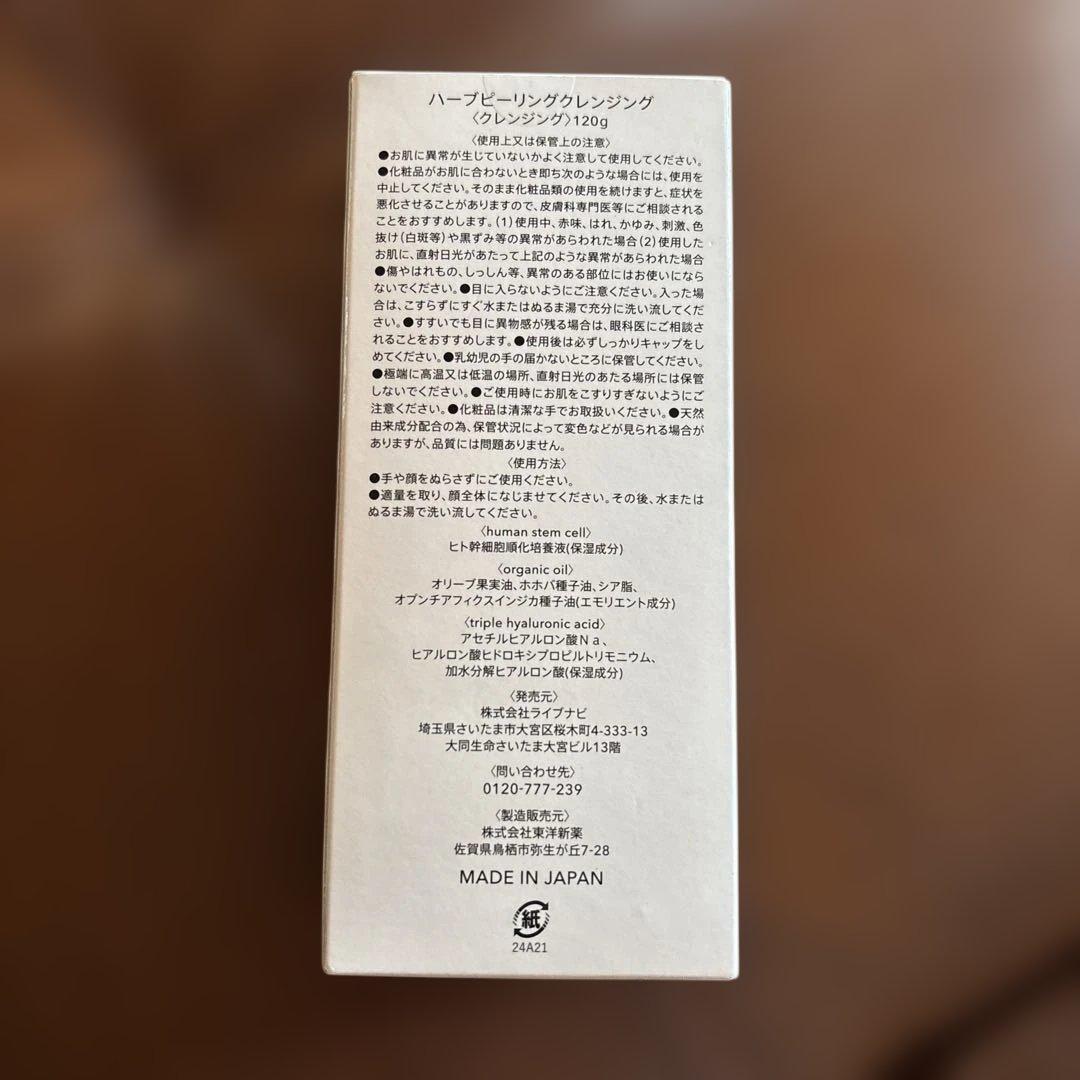 ハーブピーリングクレンジング
〈クレンジング〉120g
〈使用上又は保管上の注意〉
●お肌に異常が生じていないかよく注意して使用してください。
●化粧品がお肌に合わないとき即ち次のような場合には、使用を
中止してください。そのまま化粧品類の使用を続けますと、症状を
悪化させることがありますので、皮膚科専門医等にご相談される
ことをおすすめします。(1)使用中、赤味、はれ、かゆみ、刺激、色
抜け(白斑等)や黒ずみ等の異常があらわれた場合(2)使用した
お肌に、直射日光があたって上記のような異常があらわれた場合
●傷やはれもの、しっしん等、異常のある部位にはお使いになら
ないでください。●目に入らないようにご注意ください。入った場
合は、こすらずにすぐ水またはぬるま湯で充分に洗い流してくだ
さい。●すすいでも目に異物感が残る場合は、眼科医にご相談さ
れることをおすすめします。●使用後は必ずしっかりキャップをし
めてください。●乳幼児の手の届かないところに保管してください。
●極端に高温又は低温の場所、直射日光のあたる場所には保管
しないでください。●ご使用時にお肌をこすりすぎないようにご
注意ください。●化粧品は清潔な手でお取扱いください。●天然
由来成分配合の為、保管状況によって変色などが見られる場合が
ありますが、品質には問題ありません。
〈使用方法〉
●手や顔をぬらさずにご使用ください。
●適量を取り、顔全体になじませてください。その後、水または
ぬるま湯で洗い流してください。
〈human stem cell〉
ヒト幹細胞順化培養液(保湿成分)
〈organic oil〉
オリーブ果実油、ホホバ種子油、シア脂、
オプンチアフィクスインジカ種子油(エモリエント成分)
〈triple hyaluronic acid〉
アセチルヒアルロン酸Ｎａ、
ヒアルロン酸ヒドロキシプロピルトリモニウム、
加水分解ヒアルロン酸(保湿成分)
〈発売元〉
株式会社ライブナビ
埼玉県さいたま市大宮区桜木町4-333-13
大同生命さいたま大宮ビル13階
〈問い合わせ先〉
0120-777-239
〈製造販売元〉
株式会社東洋新薬
佐賀県鳥栖市弥生が丘7-28
MADE IN JAPAN
紙
24A21